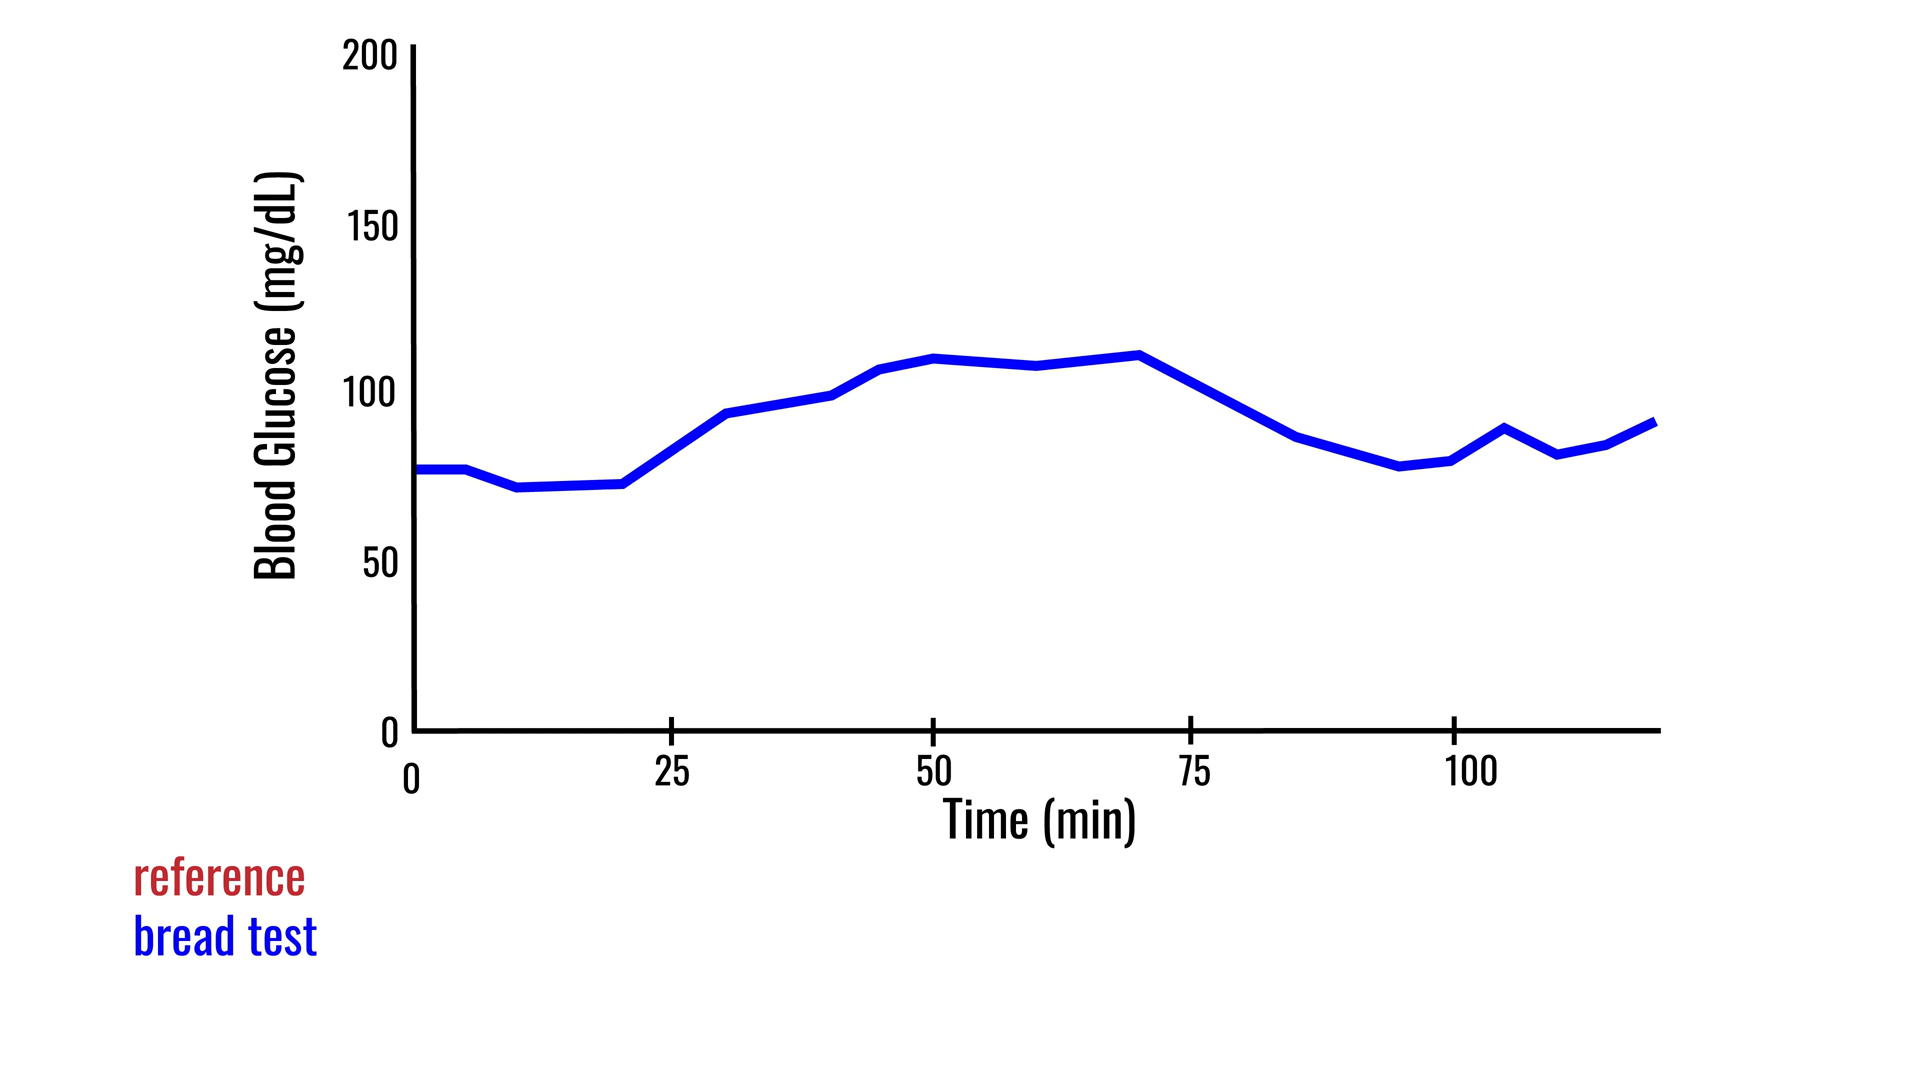 200
150
100
50
0
Blood Glucose (mg/dL)
0
25
50
75
100
Time (min)
reference
bread test